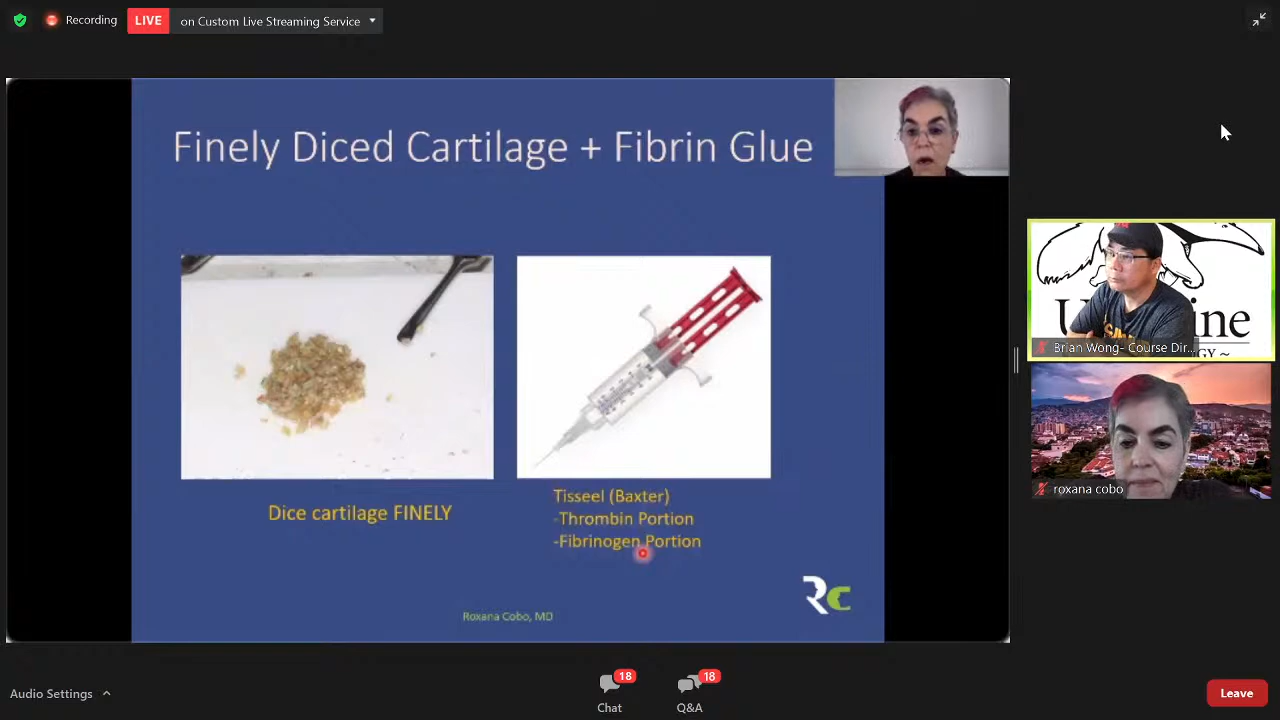 Recording
LIVE
on Custom Live Streaming Service
Finely Diced Cartilage + Fibrin Glue
Dice cartilage FINELY
Tisseel (Baxter)
-Thrombin Portion
-Fibrinogen Portion
Roxana Cobo, MD
RC
Brian Wong- Course Dir...
roxana cobo
Audio Settings
18
Chat
18
Q&A
Leave